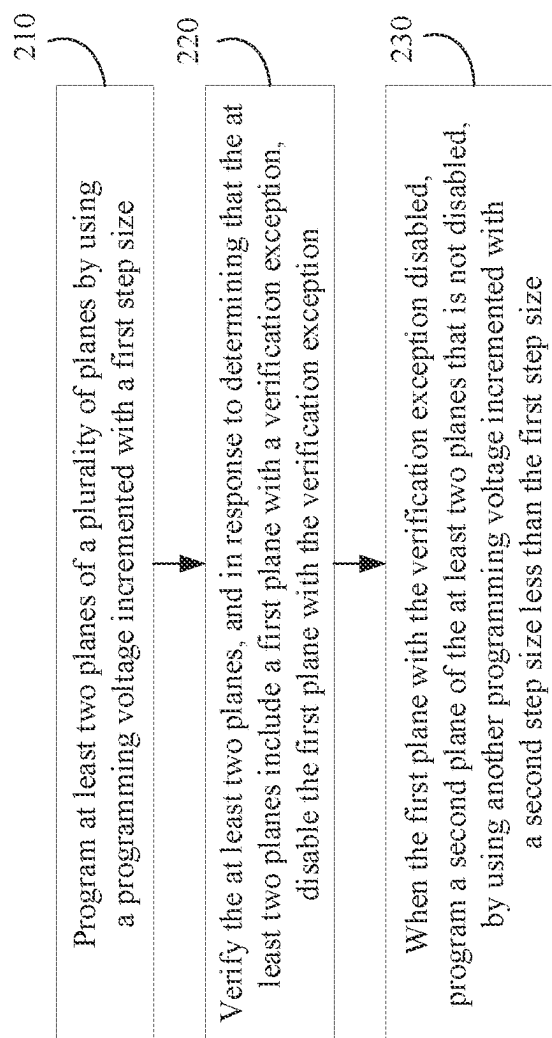 210
Program at least two planes of a plurality of planes by using
a programming voltage incremented with a first step size
220
Verify the at least two planes, and in response to determining that the at
least two planes include a first plane with a verification exception,
disable the first plane with the verification exception
230
When the first plane with the verification exception disabled,
program a second plane of the at least two planes that is not disabled,
by using another programming voltage incremented with
a second step size less than the first step size